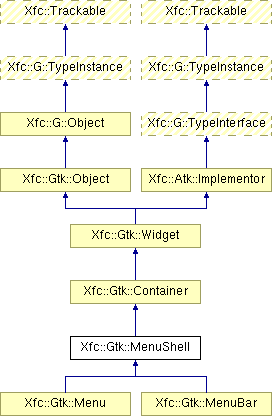 Xfc::Trackable Xfc::Trackable
Xfc::G::TypeInstance Xfc::G::TypeInstance
Xfc::G::Object Xfc::G::TypeInterface
Xfc::Gtk::Object Xfc::Atk::Implementor
Xfc::Gtk::Widget
Xfc::Gtk::Container
Xfc::Gtk::MenuShell
Xfc::Gtk::Menu Xfc::Gtk::MenuBar